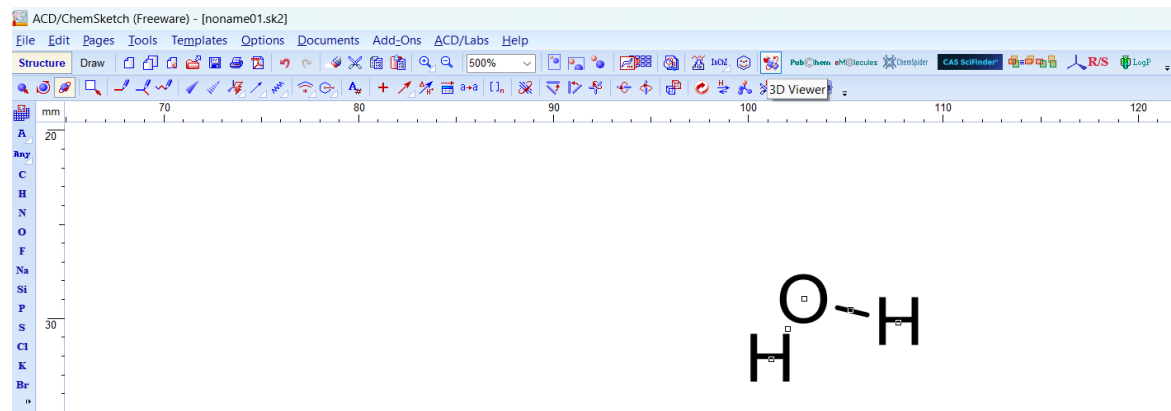 ACD/ChemSketch (Freeware) - [noname01.sk2]
File Edit Pages Tools Templates Options Documents Add-Ons ACD/Labs Help
Structure Draw 500% InChI PubChem eMolecules ChemSpider CAS SciFinder® R/S LogP
3D Viewer
mm 70 80 90 100 110 120
A
20
Any
C
H
N
O
F
Na
Si
O
P
H
S
30
H
Cl
K
Br